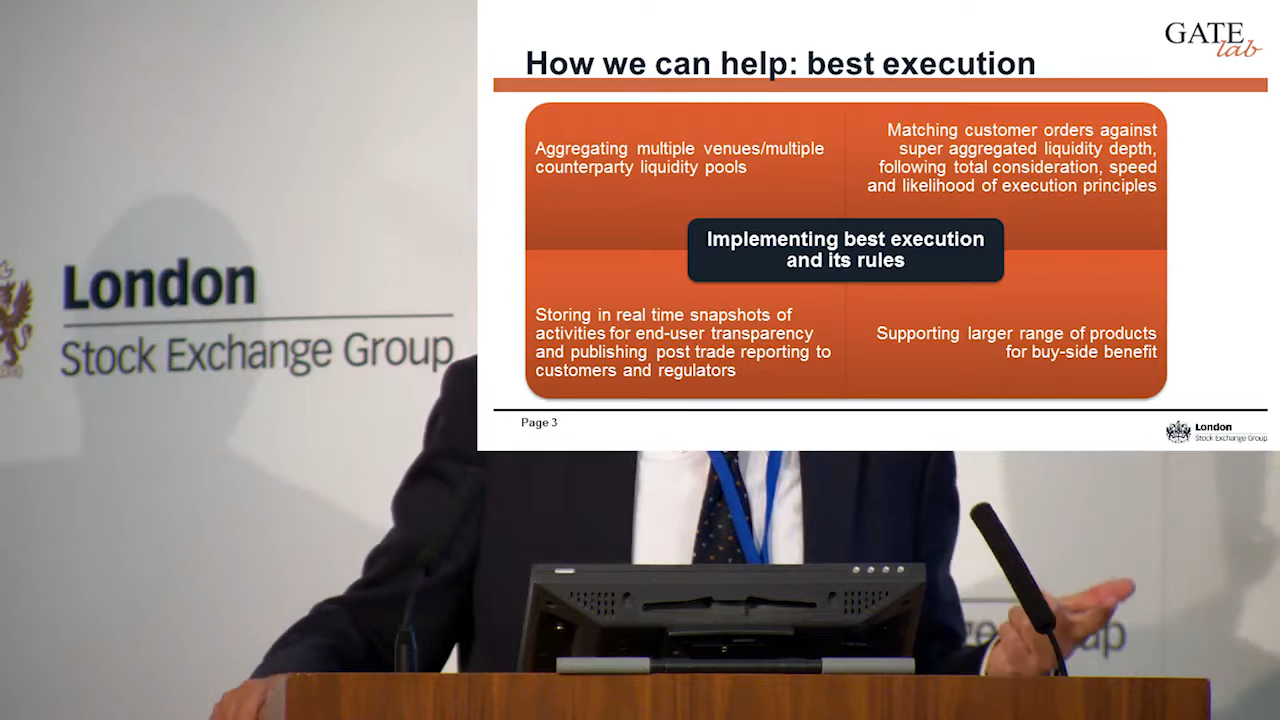 GATE
lab
How we can help: best execution
Aggregating multiple venues/multiple
counterparty liquidity pools
Matching customer orders against
super aggregated liquidity depth,
following total consideration, speed
and likelihood of execution principles
Implementing best execution
and its rules
Storing in real time snapshots of
activities for end-user transparency
and publishing post trade reporting to
customers and regulators
Supporting larger range of products
for buy-side benefit
Page 3
London
Stock Exchange Group
London
Stock Exchange Group